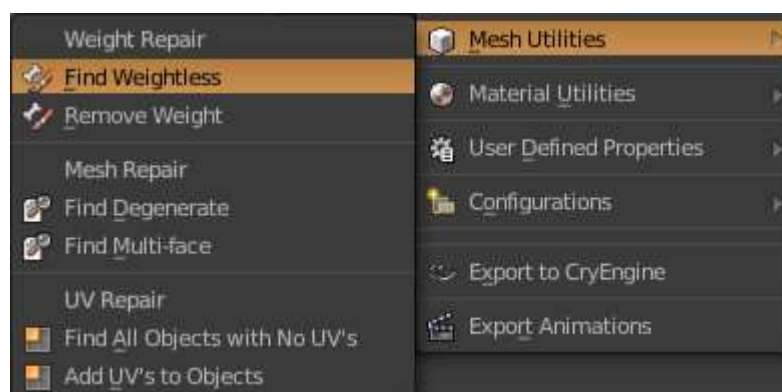 Weight Repair
Find Weightless
Remove Weight
Mesh Repair
Find Degenerate
Find Multi-face
UV Repair
Find All Objects with No UV's
Add UV's to Objects
Mesh Utilities
Material Utilities
User Defined Properties
Configurations
Export to CryEngine
Export Animations